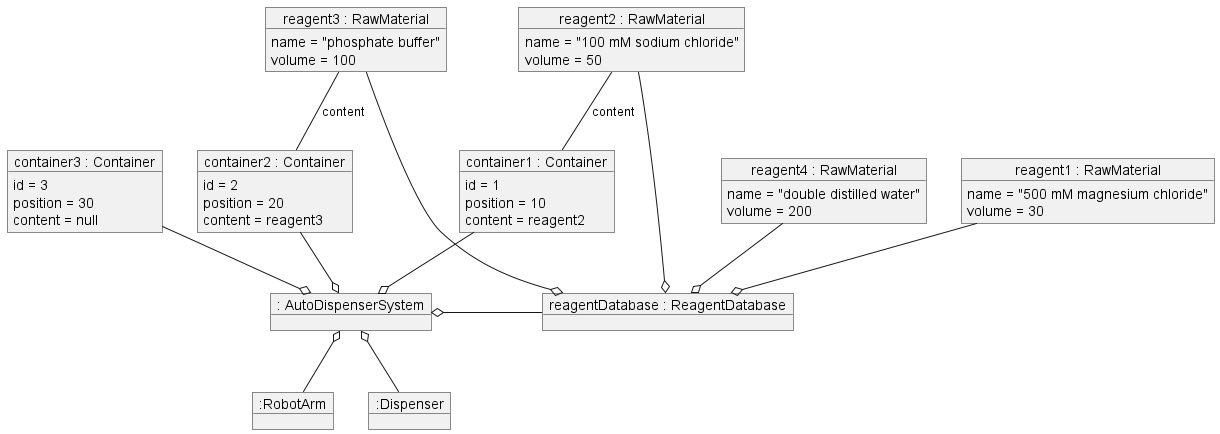 reagent3 : RawMaterial
name = "phosphate buffer"
volume = 100
reagent2 : RawMaterial
name = "100 mM sodium chloride"
volume = 50
content
content
container3 : Container
id = 3
position = 30
content = null
container2 : Container
id = 2
position = 20
content = reagent3
container1 : Container
id = 1
position = 10
content = reagent2
reagent4 : RawMaterial
name = "double distilled water"
volume = 200
reagent1 : RawMaterial
name = "500 mM magnesium chloride"
volume = 30
: AutoDispenserSystem
reagentDatabase : ReagentDatabase
:RobotArm
:Dispenser